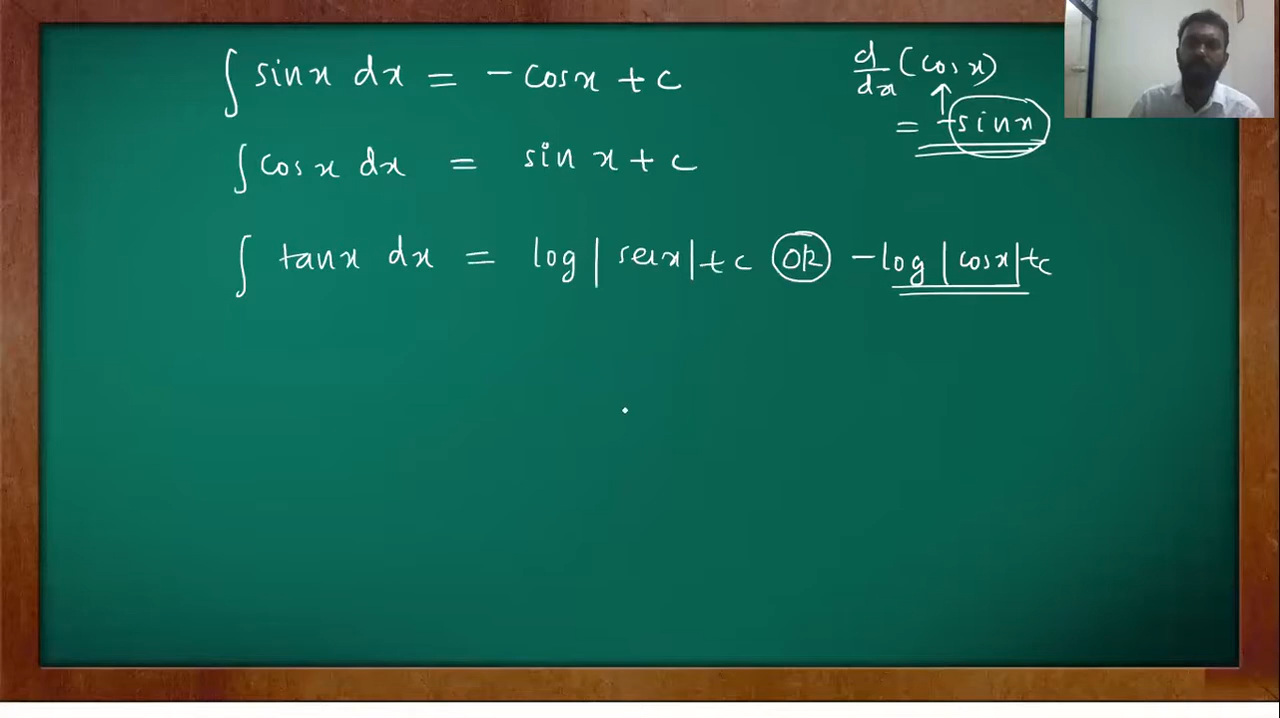 ∫ sinx dx = -cosx + c
d/dx (cosx)
= -sinx
∫ cosx dx = sin x + c
∫ tanx dx = log | secx | + c OR -log | cosx | + c